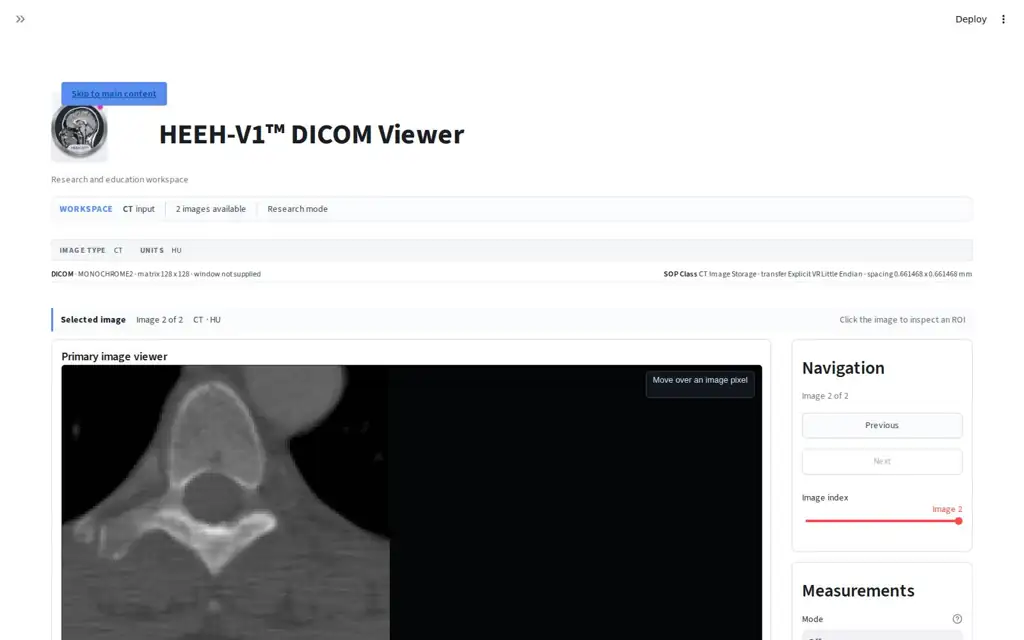 Deploy
Skip to main content
HEEH-V1™ DICOM Viewer
Research and education workspace
WORKSPACE CT input 2 images available Research mode
IMAGE TYPE CT UNITS HU
DICOM · MONOCHROME2 · matrix 128 x 128 · window not supplied
SOP Class CT Image Storage · transfer Explicit VR Little Endian · spacing 0.661468 x 0.661468 mm
Selected image Image 2 of 2 CT · HU
Click the image to inspect an ROI
Primary image viewer
Move over an image pixel
Navigation
Image 2 of 2
Previous
Next
Image index
Image 2
Measurements
Mode